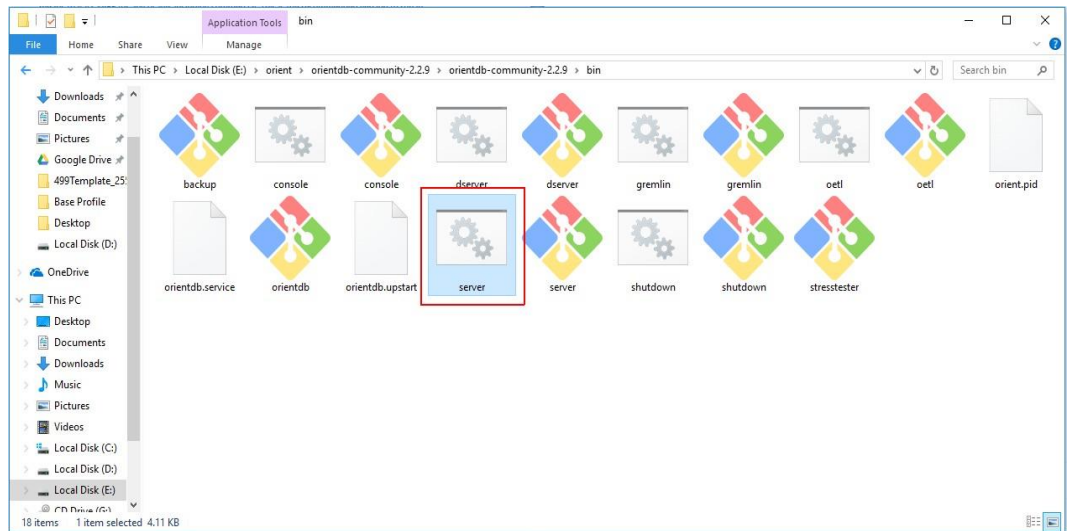 Application Tools bin
File Home Share View Manage
This PC > Local Disk (E:) > orient > orientdb-community-2.2.9 > orientdb-community-2.2.9 > bin
Search bin
Downloads
Documents
Pictures
Google Drive
499Template_25
Base Profile
Desktop
Local Disk (D:)
OneDrive
This PC
Desktop
Documents
Downloads
Music
Pictures
Videos
Local Disk (C:)
Local Disk (D:)
Local Disk (E:)
CD Drive (G:)
backup console console dserver dserver gremlin gremlin oetl oetl orient.pid
orientdb.service orientdb orientdb.upstart server server shutdown shutdown stresstester
18 items 1 item selected 4.11 KB